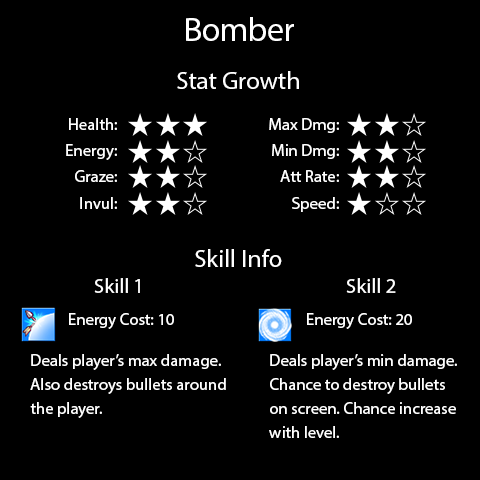 Bomber
Stat Growth
Health: ★★★
Energy: ★★☆
Graze: ★★☆
Invul: ★★☆
Max Dmg: ★★☆
Min Dmg: ★★☆
Att Rate: ★★☆
Speed: ★☆☆
Skill Info
Skill 1
Energy Cost: 10
Deals player's max damage.
Also destroys bullets around
the player.
Skill 2
Energy Cost: 20
Deals player's min damage.
Chance to destroy bullets
on screen. Chance increase
with level.